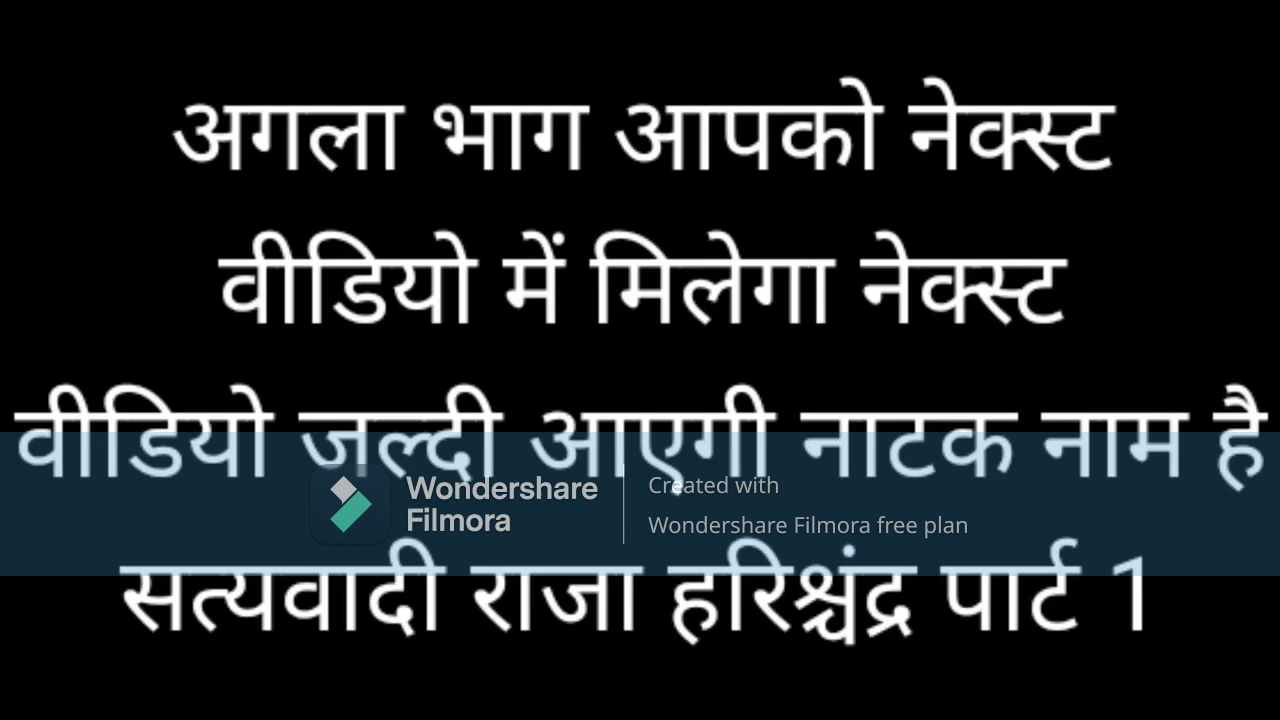 अगला भाग आपको नेक्स्ट
वीडियो में मिलेगा नेक्स्ट
वीडियो जल्दी आएगी नाटक नाम है
Wondershare
Filmora
Created with
Wondershare Filmora free plan
सत्यवादी राजा हरिश्चंद्र पार्ट 1